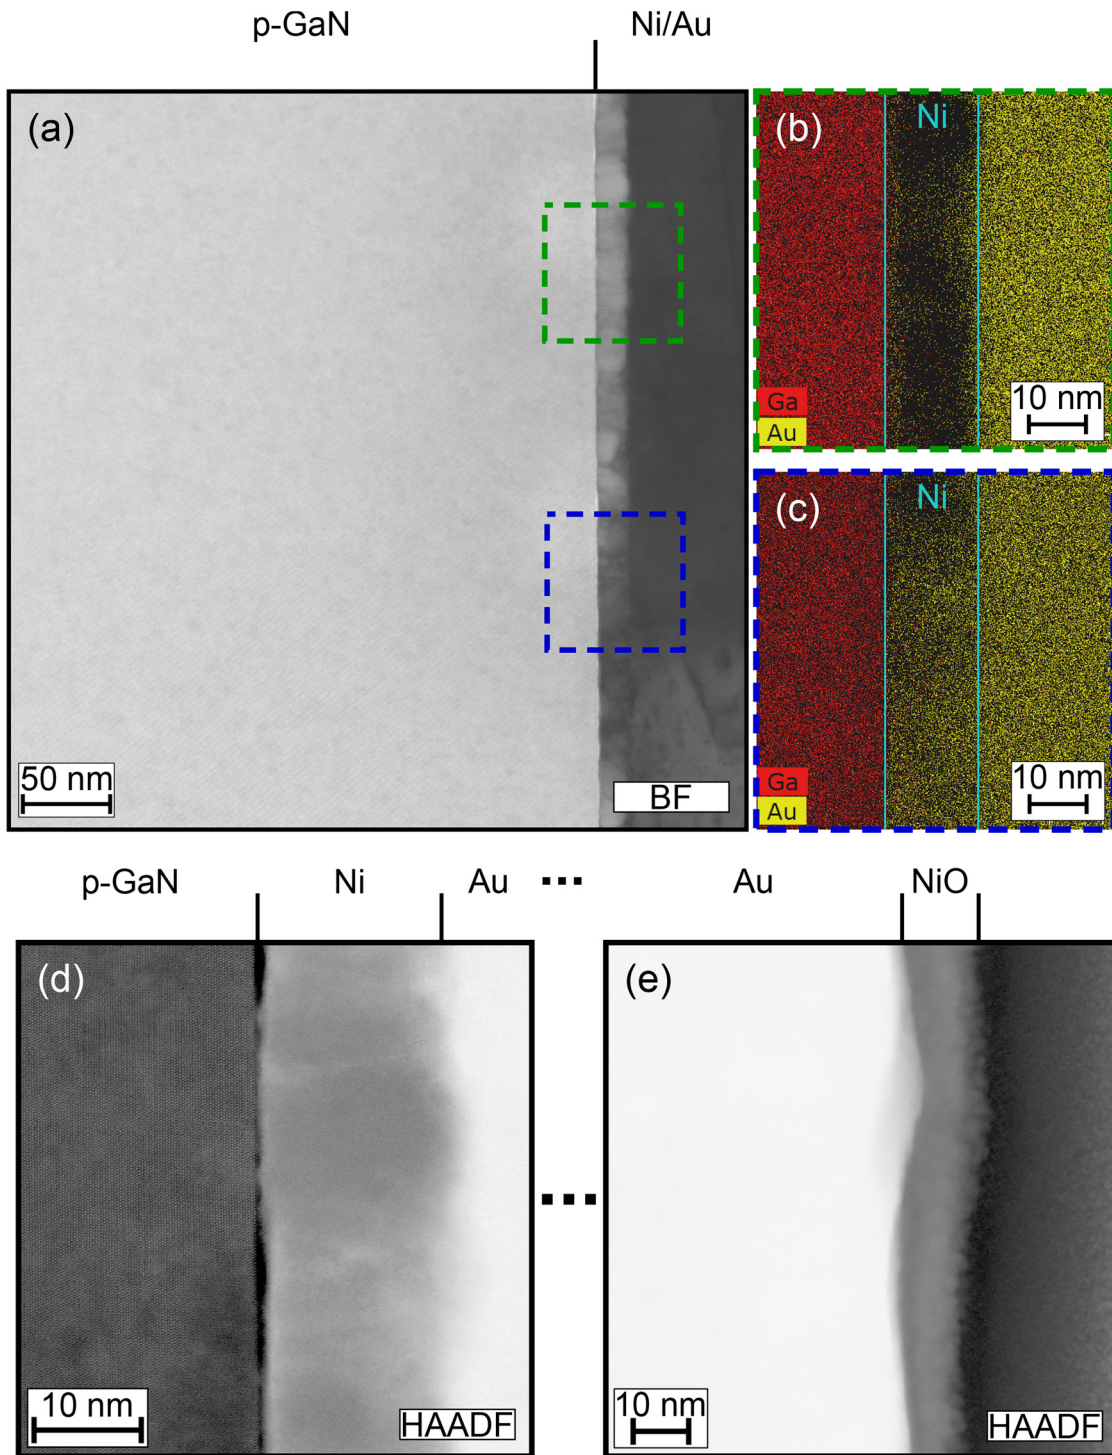 p-GaN Ni/Au
(a)
50 nm
BF
(b)
Ni
Ga
Au
10 nm
(c)
Ni
Ga
Au
10 nm
p-GaN Ni Au ... Au NiO
(d)
10 nm
HAADF
...
(e)
10 nm
HAADF